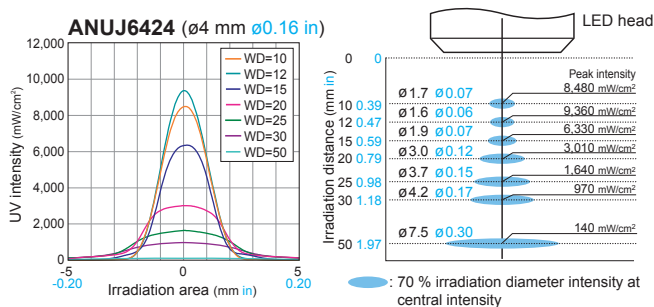 ANUJ6424 (ø4 mm ø0.16 in)
UV intensity (mW/cm²)
12,000
10,000
8,000
6,000
4,000
2,000
0
-5 0 5
-0.20 0 0.20
Irradiation area (mm in)
WD=10
WD=12
WD=15
WD=20
WD=25
WD=30
WD=50
LED head
Irradiation distance (mm in)
0 0
Peak intensity
ø1.7 ø0.07 8,480 mW/cm²
10 0.39
ø1.6 ø0.06 9,360 mW/cm²
12 0.47
ø1.9 ø0.07 6,330 mW/cm²
15 0.59
ø3.0 ø0.12 3,010 mW/cm²
20 0.79
ø3.7 ø0.15 1,640 mW/cm²
25 0.98
ø4.2 ø0.17 970 mW/cm²
30 1.18
ø7.5 ø0.30 140 mW/cm²
50 1.97
: 70 % irradiation diameter intensity at
central intensity